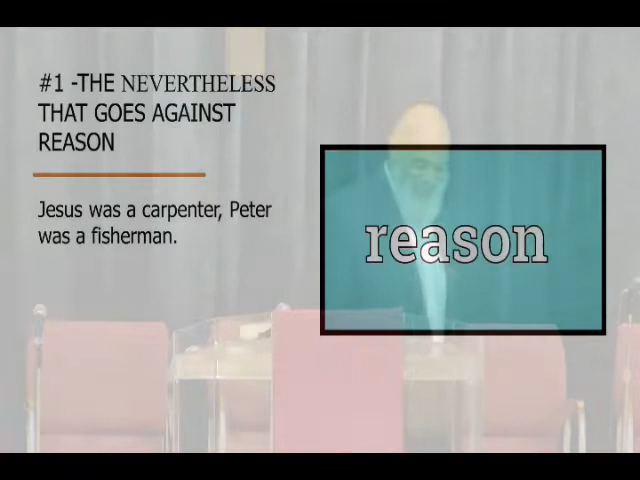 #1 -THE NEVERTHELESS
THAT GOES AGAINST
REASON
Jesus was a carpenter, Peter
was a fisherman.
reason